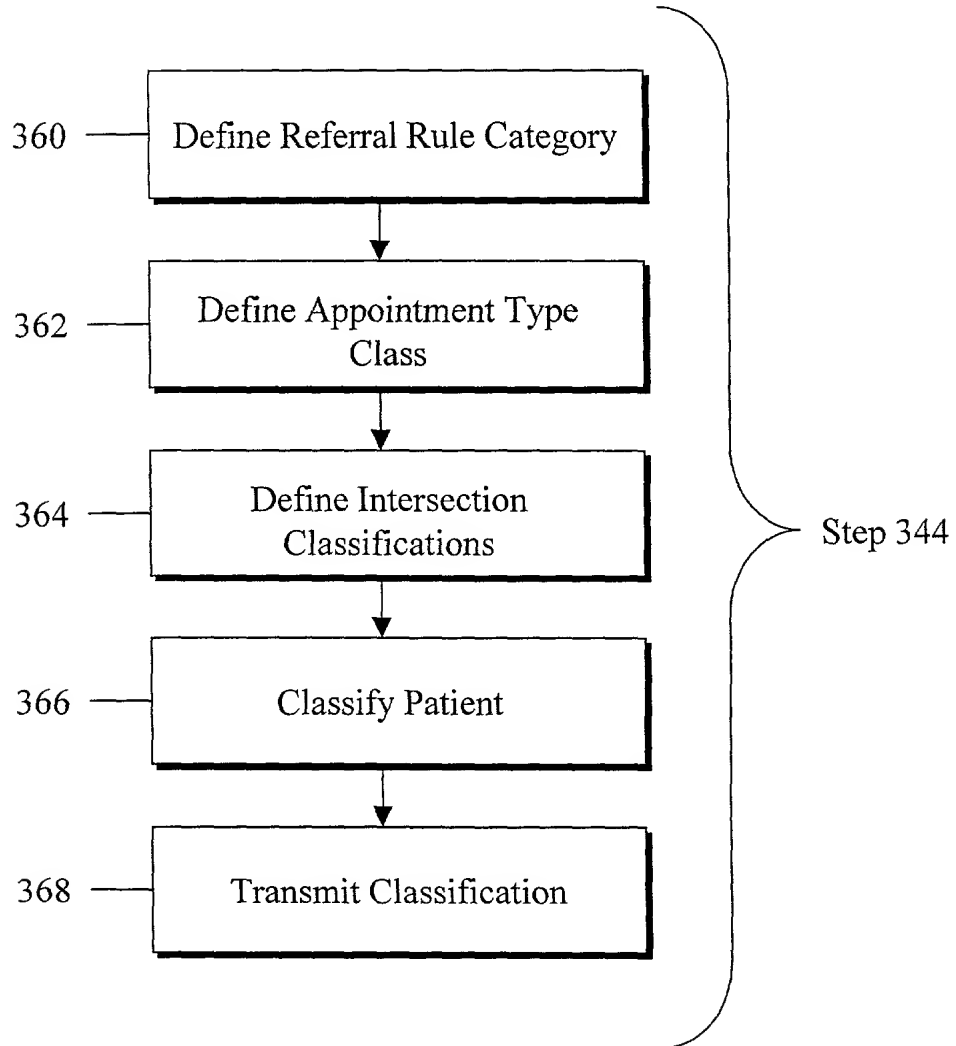 360
Define Referral Rule Category
362
Define Appointment Type
Class
364
Define Intersection
Classifications
Step 344
366
Classify Patient
368
Transmit Classification